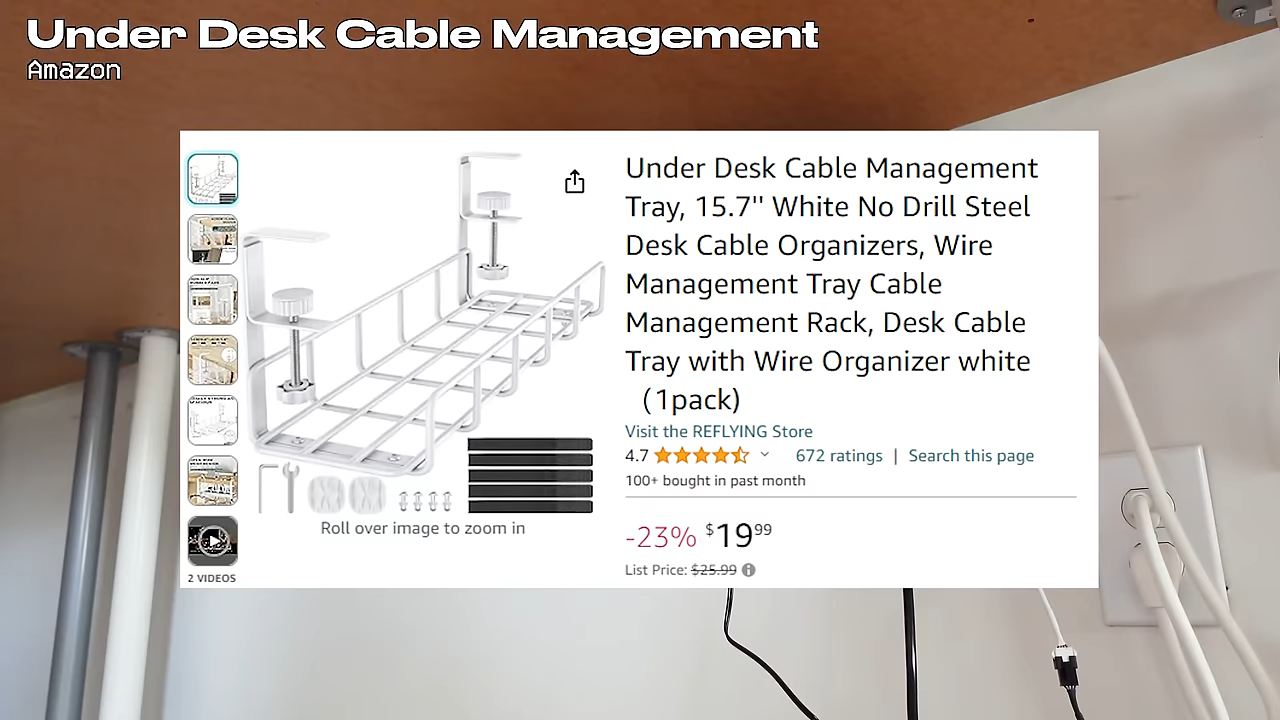 Under Desk Cable Management
Amazon
Under Desk Cable Management
Tray, 15.7'' White No Drill Steel
Desk Cable Organizers, Wire
Management Tray Cable
Management Rack, Desk Cable
Tray with Wire Organizer white
（1pack)
Visit the REFLYING Store
4.7
672 ratings | Search this page
100+ bought in past month
-23% $1999
List Price: $25.99
Roll over image to zoom in
2 VIDEOS